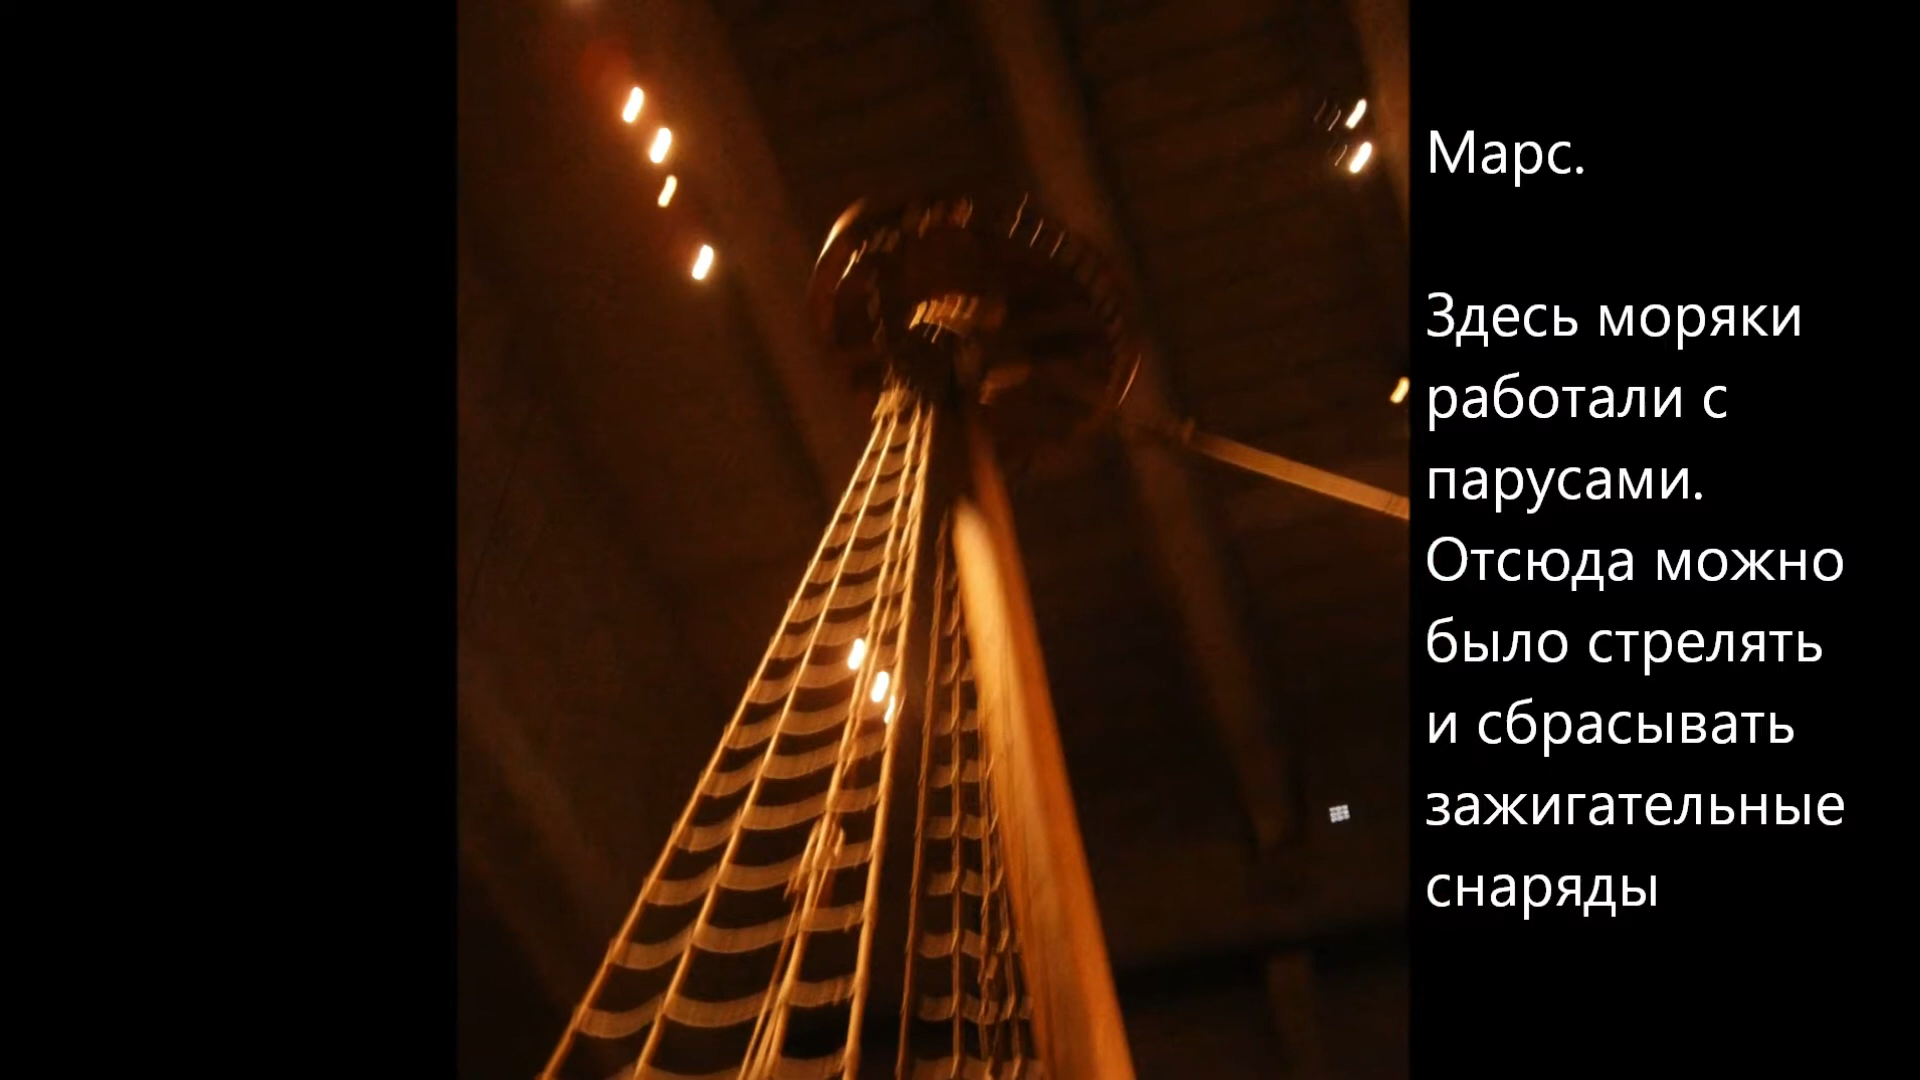 Марс.
Здесь моряки
работали с
парусами.
Отсюда можно
было стрелять
и сбрасывать
зажигательные
снаряды